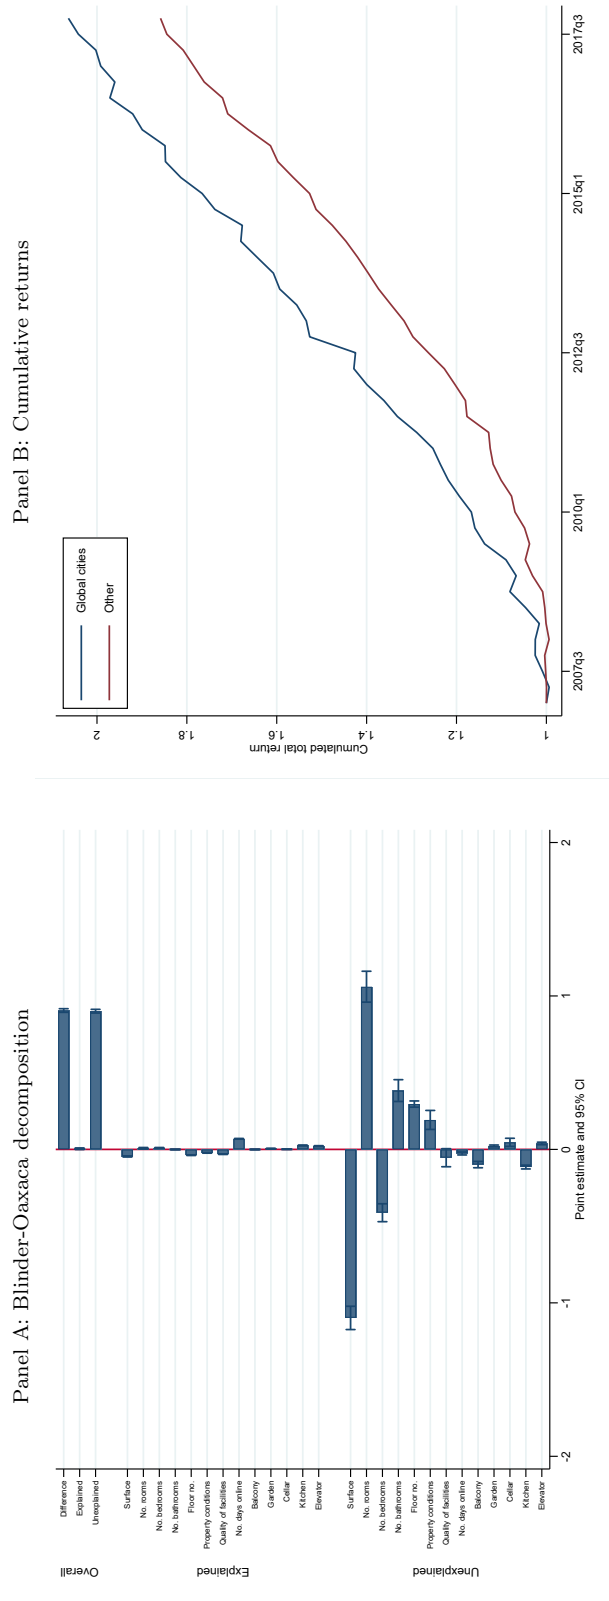 Panel A: Blinder-Oaxaca decomposition
Overall
Difference
Explained
Unexplained
Explained
Surface
No. rooms
No. bedrooms
No. bathrooms
Floor no.
Property conditions
Quality of facilities
No. days online
Balcony
Garden
Cellar
Kitchen
Elevator
Unexplained
Surface
No. rooms
No. bedrooms
No. bathrooms
Floor no.
Property conditions
Quality of facilities
No. days online
Balcony
Garden
Cellar
Kitchen
Elevator
-2 -1 0 1 2
Point estimate and 95% CI
Panel B: Cumulative returns
Cumulated total return
2
1.8
1.6
1.4
1.2
1
Global cities
Other
2007q3 2010q1 2012q3 2015q1 2017q3